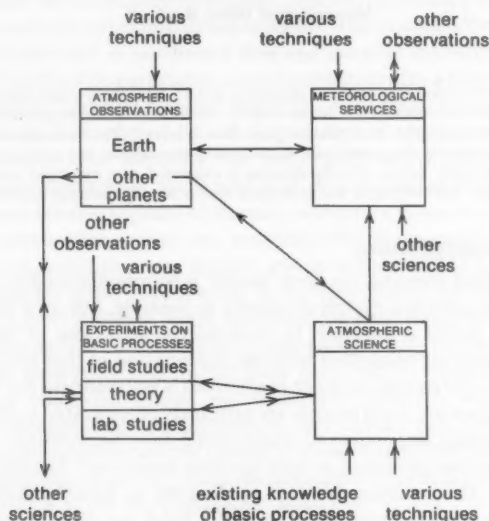 various
techniques
various
techniques
other
observations
ATMOSPHERIC
OBSERVATIONS
METEOROLOGICAL
SERVICES
Earth
other
planets
other
observations
various
techniques
other
sciences
EXPERIMENTS ON
BASIC PROCESSES
ATMOSPHERIC
SCIENCE
field studies
theory
lab studies
other
sciences
existing knowledge
of basic processes
various
techniques